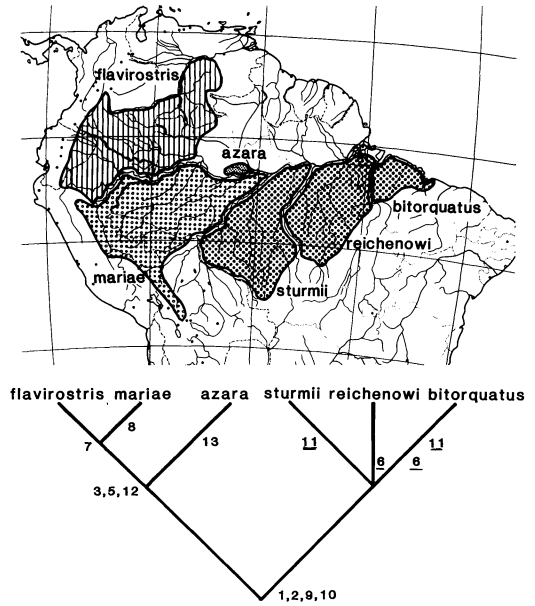 flavirostris
azara
bitorquatus
reichenowi
mariae
sturmii
flavirostris mariae azara sturmii reichenowi bitorquatus
8
7 13 11 11
6 6
3,5,12
1,2,9,10